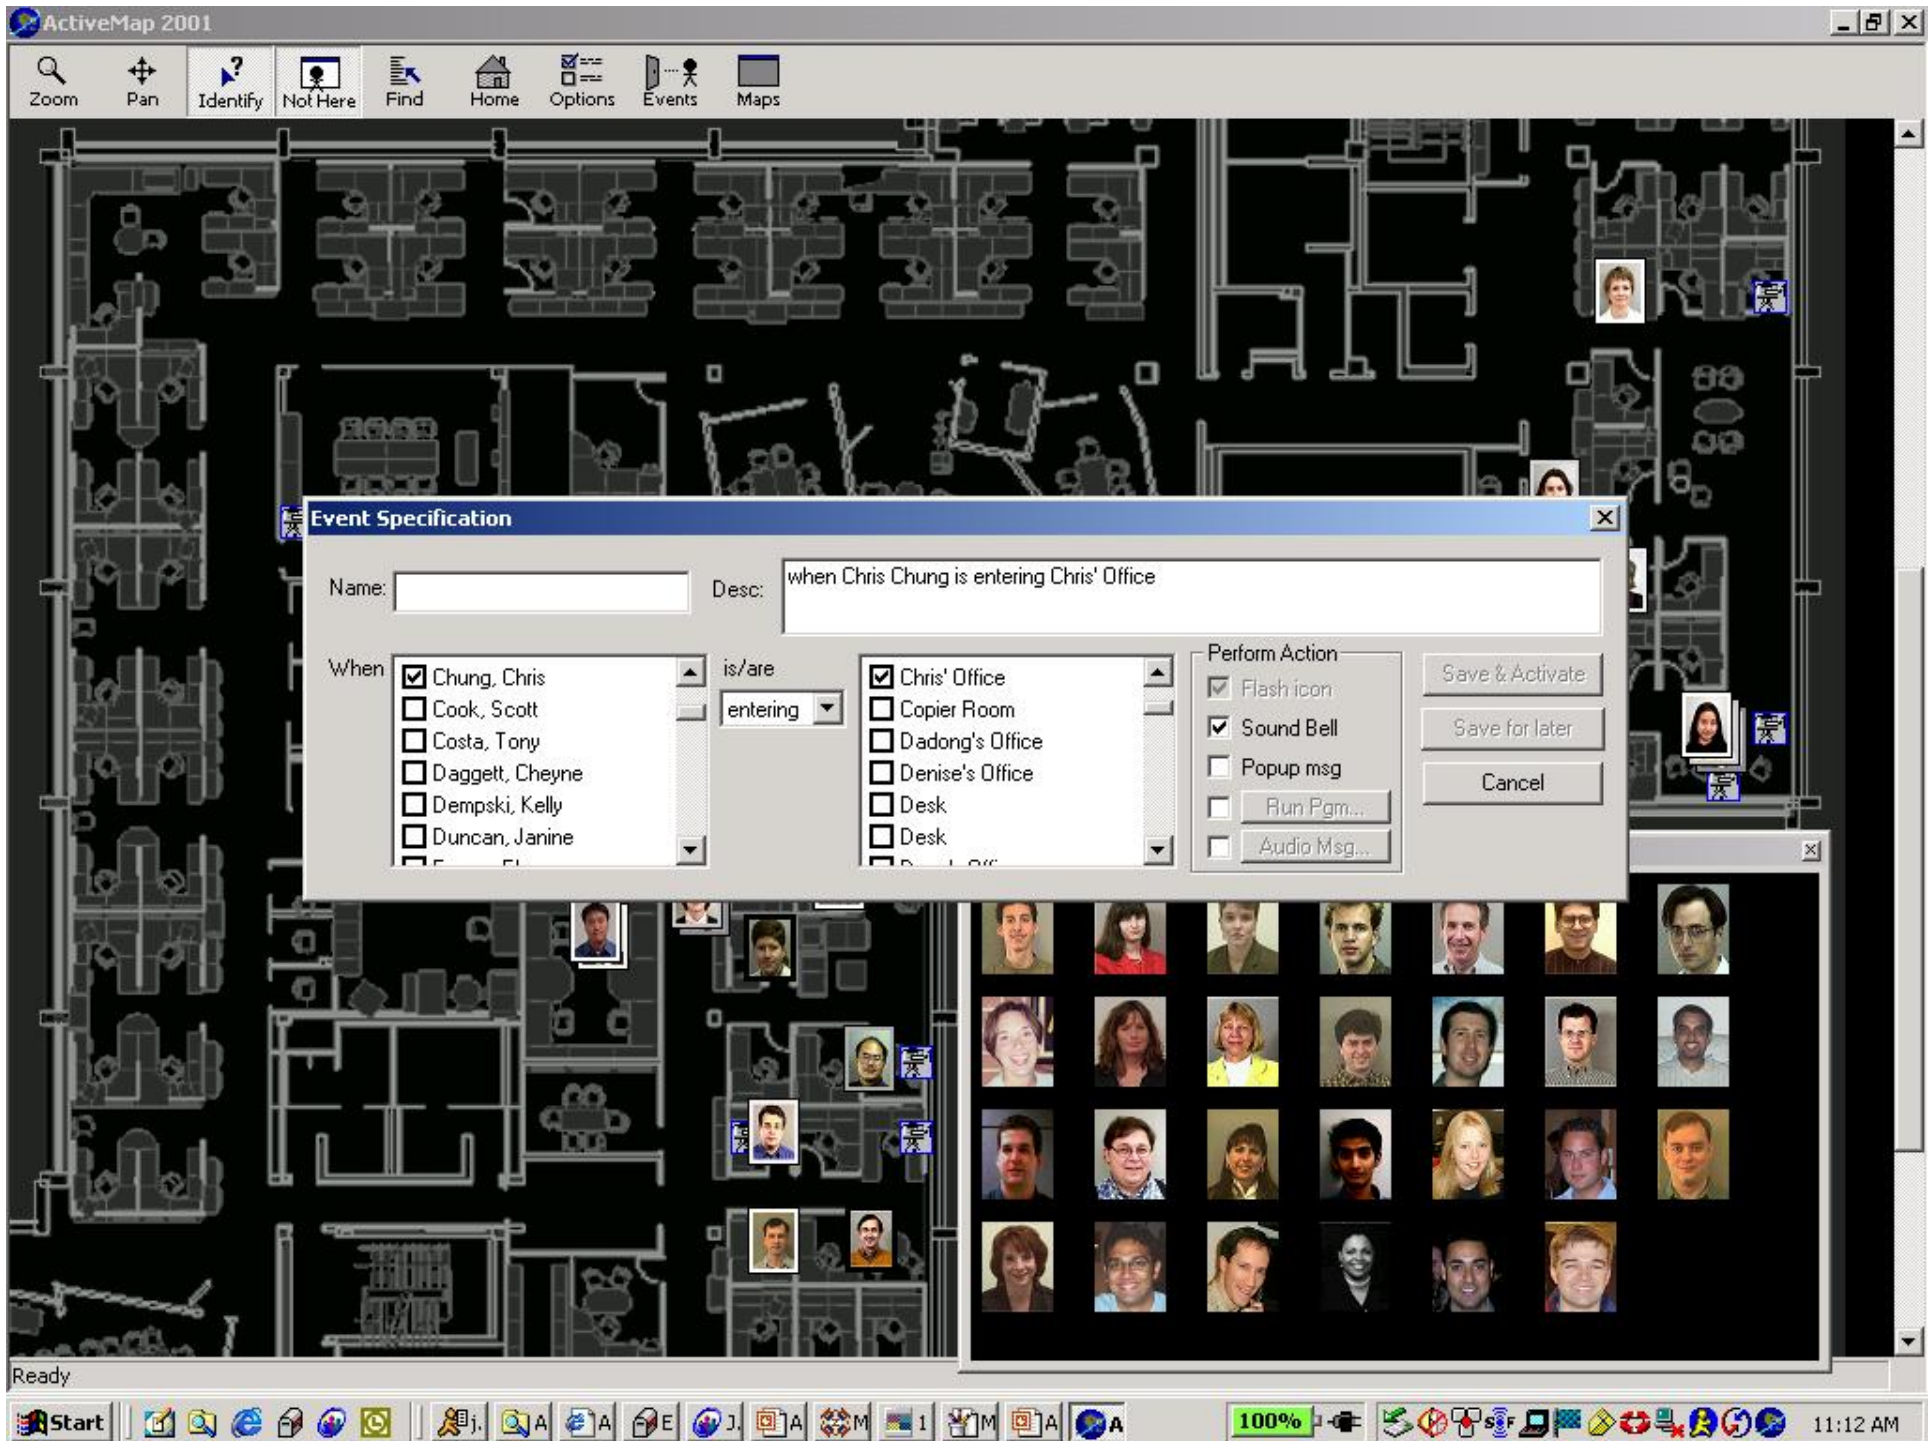 ActiveMap 2001
Zoom Pan Identify Not Here Find Home Options Events Maps
Event Specification
Name:
Desc:
when Chris Chung is entering Chris' Office
When
Chung, Chris
Cook, Scott
Costa, Tony
Daggett, Cheyne
Dempski, Kelly
Duncan, Janine
is/are
entering
Chris' Office
Copier Room
Dadong's Office
Denise's Office
Desk
Desk
Perform Action
Flash icon
Sound Bell
Popup msg
Run Pgm...
Audio Msg...
Save & Activate
Save for later
Cancel
Ready
Start j. A A E J. A M 1 M A A 100% 11:12 AM